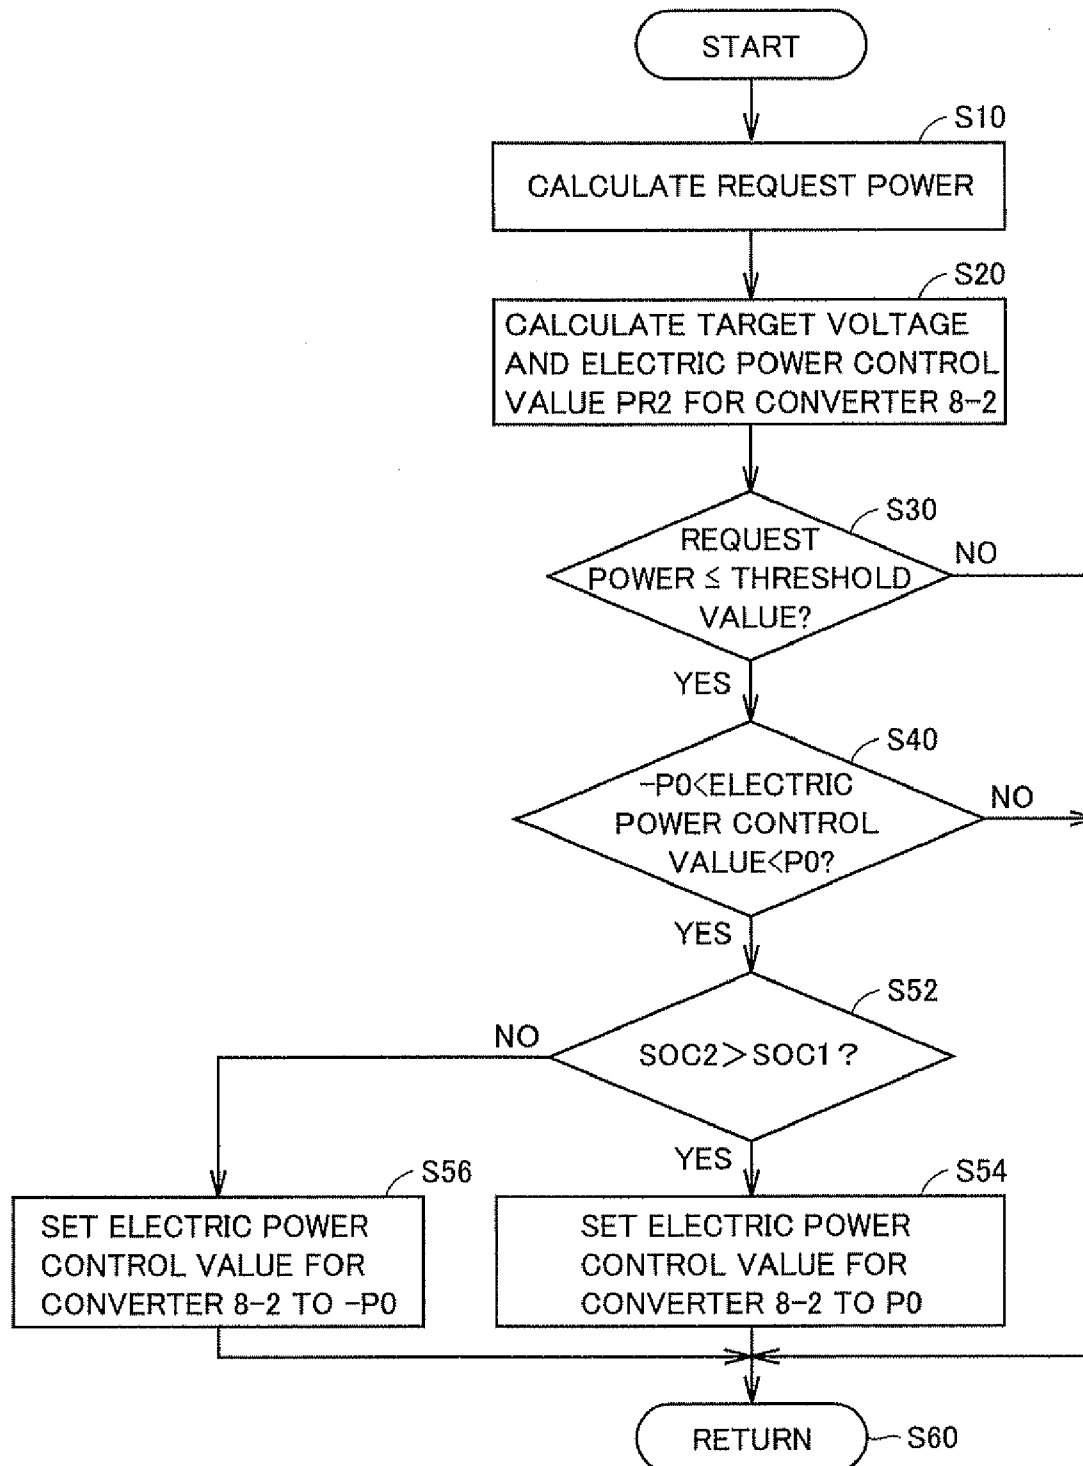 START
S10
CALCULATE REQUEST POWER
S20
CALCULATE TARGET VOLTAGE
AND ELECTRIC POWER CONTROL
VALUE PR2 FOR CONVERTER 8-2
S30
REQUEST
POWER ≤ THRESHOLD
VALUE?
NO
YES
S40
-P0<ELECTRIC
POWER CONTROL
VALUE<P0?
NO
YES
S52
SOC2>SOC1?
NO
YES
S56
SET ELECTRIC POWER
CONTROL VALUE FOR
CONVERTER 8-2 TO -P0
S54
SET ELECTRIC POWER
CONTROL VALUE FOR
CONVERTER 8-2 TO P0
RETURN
S60